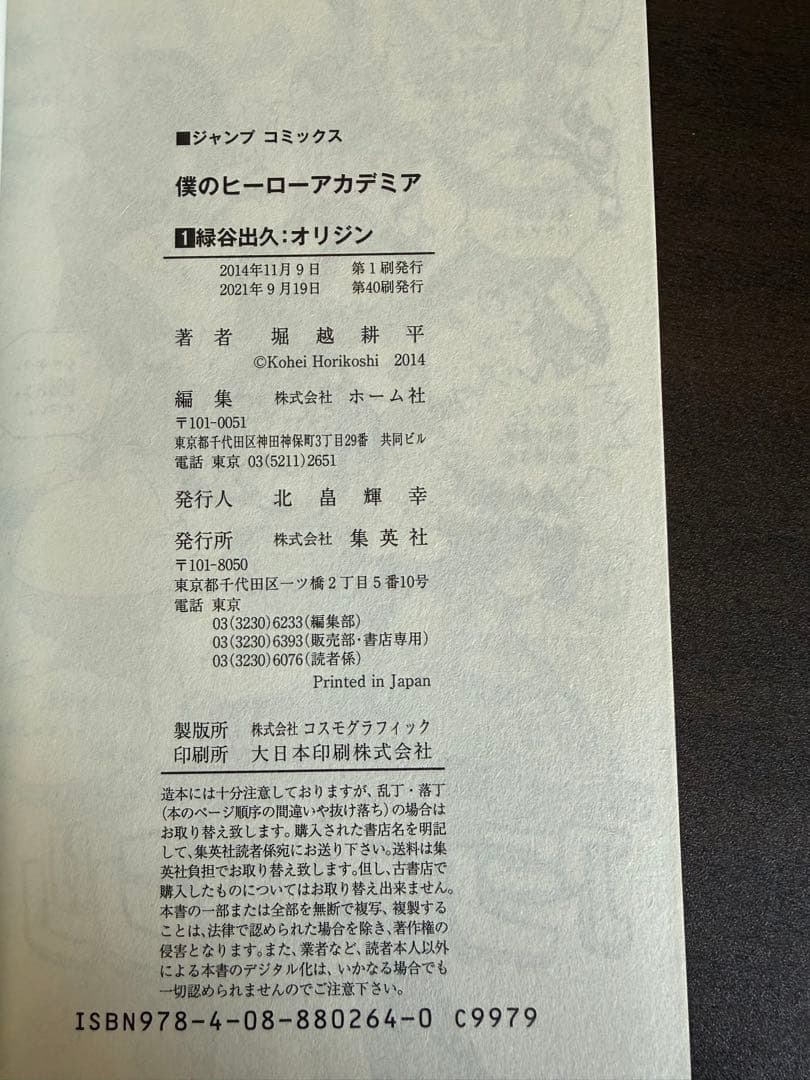 ■ジャンプ コミックス
僕のヒーローアカデミア
1緑谷出久：オリジン
2014年11月9日 第1刷発行
2021年9月19日 第40刷発行
著者 堀越耕平
©Kohei Horikoshi 2014
編集 株式会社 ホーム社
〒101-0051
東京都千代田区神田神保町3丁目29番 共同ビル
電話 東京 03(5211)2651
発行人 北畠輝幸
発行所 株式会社 集英社
〒101-8050
東京都千代田区一ツ橋2丁目5番10号
電話 東京
03(3230)6233(編集部)
03(3230)6393(販売部・書店専用)
03(3230)6076(読者係)
Printed in Japan
製版所 株式会社 コスモグラフィック
印刷所 大日本印刷株式会社
造本には十分注意しておりますが、乱丁・落丁
(本のページ順序の間違いや抜け落ち)の場合は
お取り替え致します。購入された書店名を明記
して、集英社読者係宛にお送り下さい。送料は集
英社負担でお取り替え致します。但し、古書店で
購入したものについてはお取り替え出来ません。
本書の一部または全部を無断で複写、複製する
ことは、法律で認められた場合を除き、著作権の
侵害となります。また、業者など、読者本人以外
による本書のデジタル化は、いかなる場合でも
一切認められませんのでご注意下さい。
ISBN978-4-08-880264-0 C9979